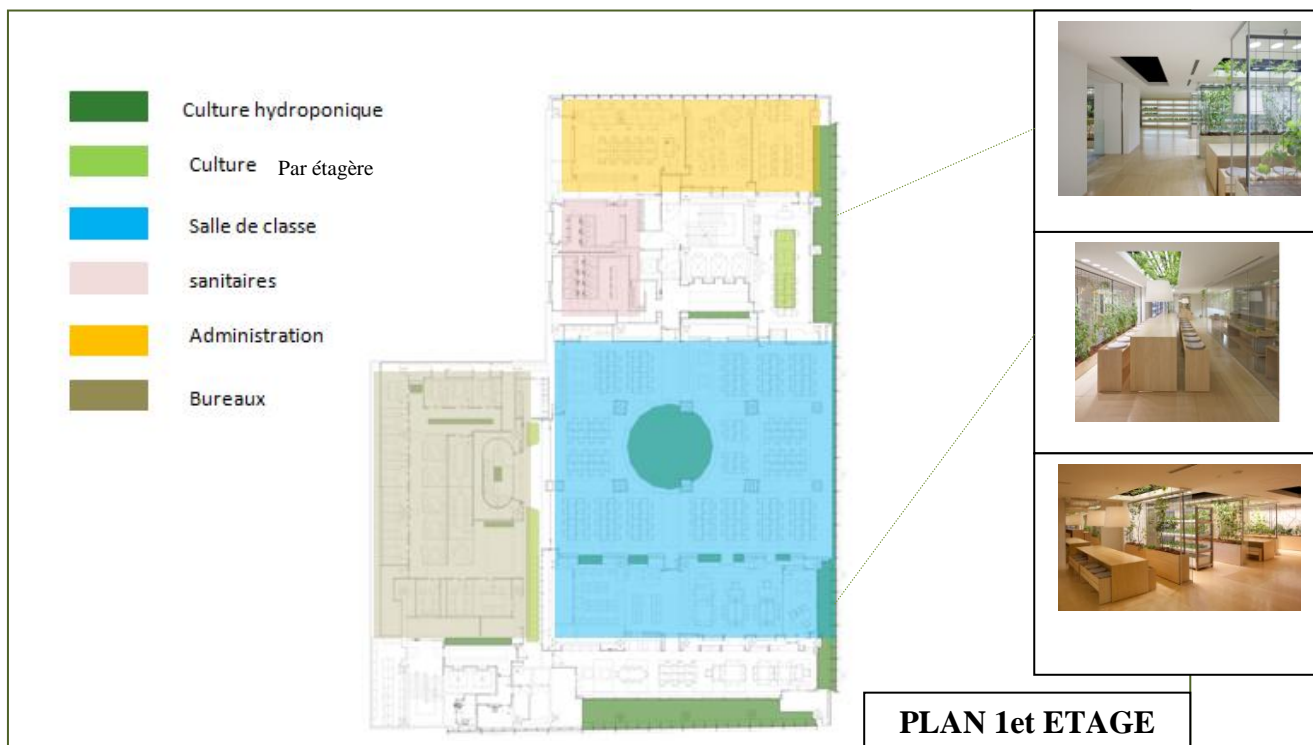 Culture hydroponique
Culture Par étagère
Salle de classe
sanitaires
Administration
Bureaux
PLAN 1et ETAGE